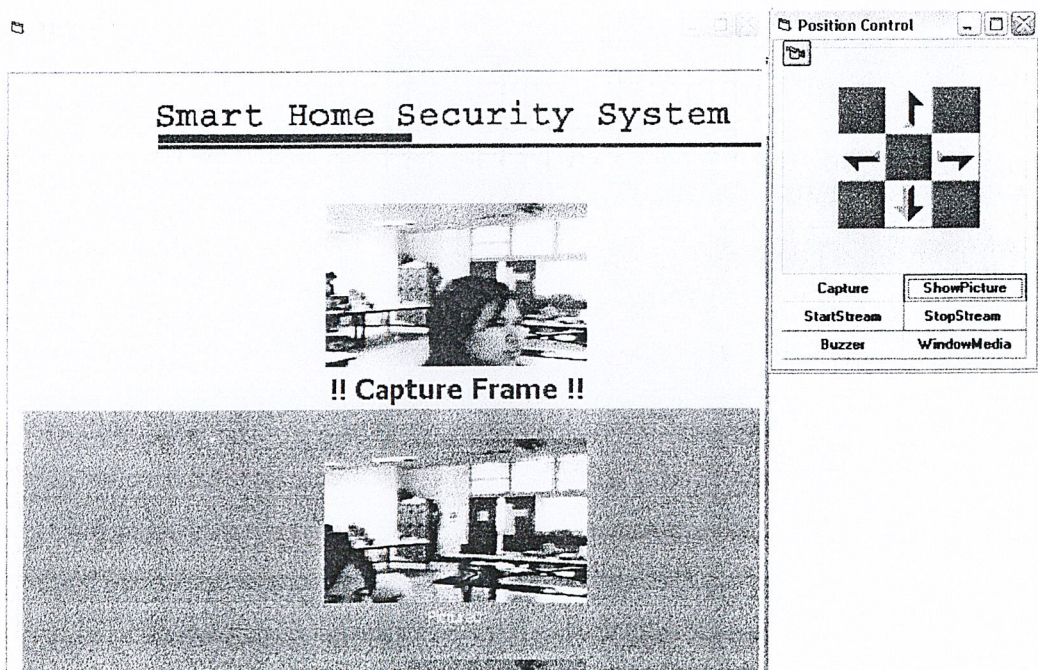 Position Control
Smart Home Security System
Capture ShowPicture
StartStream StopStream
Buzzer WindowMedia
!! Capture Frame !!